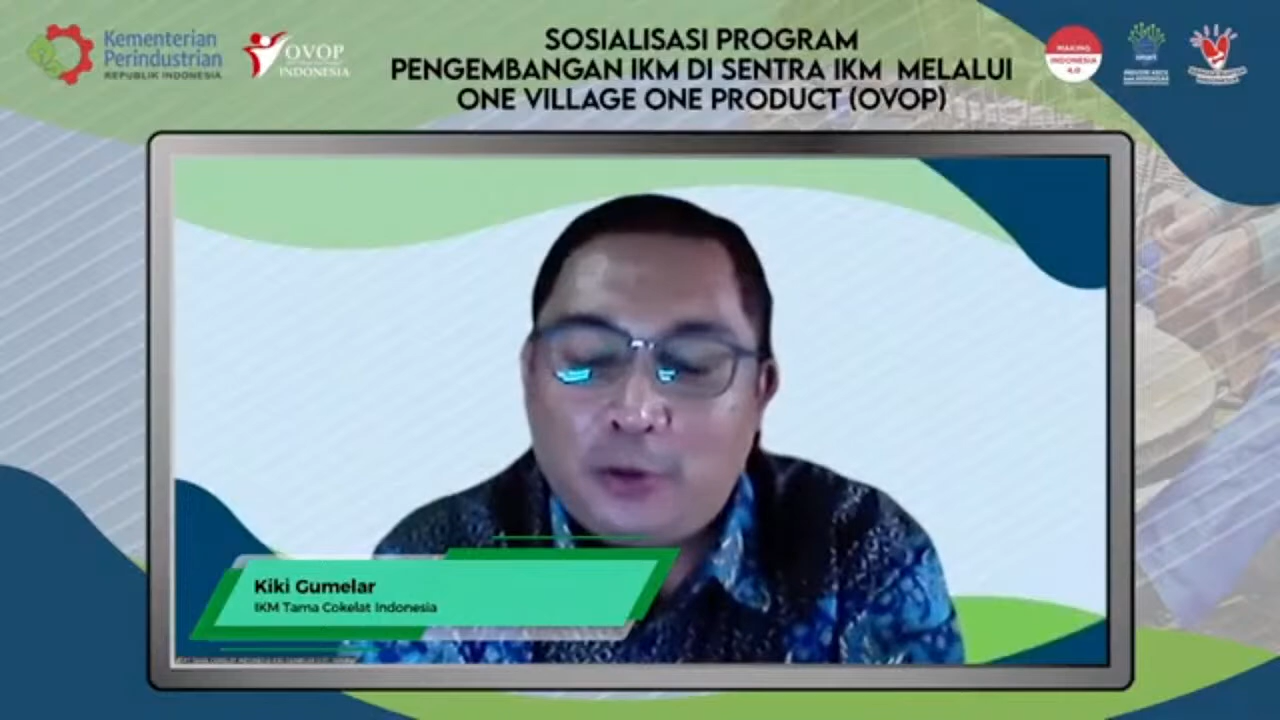 Kementerian
Perindustrian
REPUBLIK INDONESIA
OVOP
INDONESIA
SOSIALISASI PROGRAM
PENGEMBANGAN IKM DI SENTRA IKM MELALUI
ONE VILLAGE ONE PRODUCT (OVOP)
MAKING
INDONESIA
4.0
Kiki Gumelar
IKM Tama Cokelat Indonesia